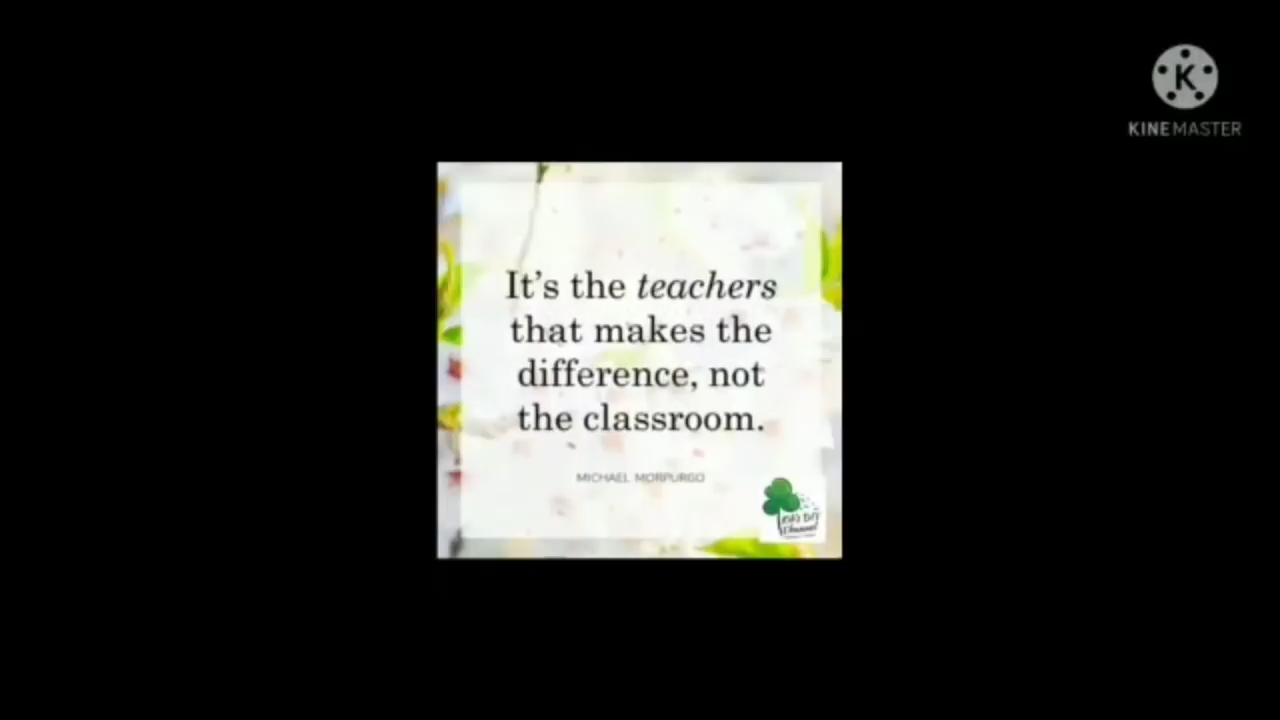 KINEMASTER
It's the teachers
that makes the
difference, not
the classroom.
MICHAEL MORPURGO